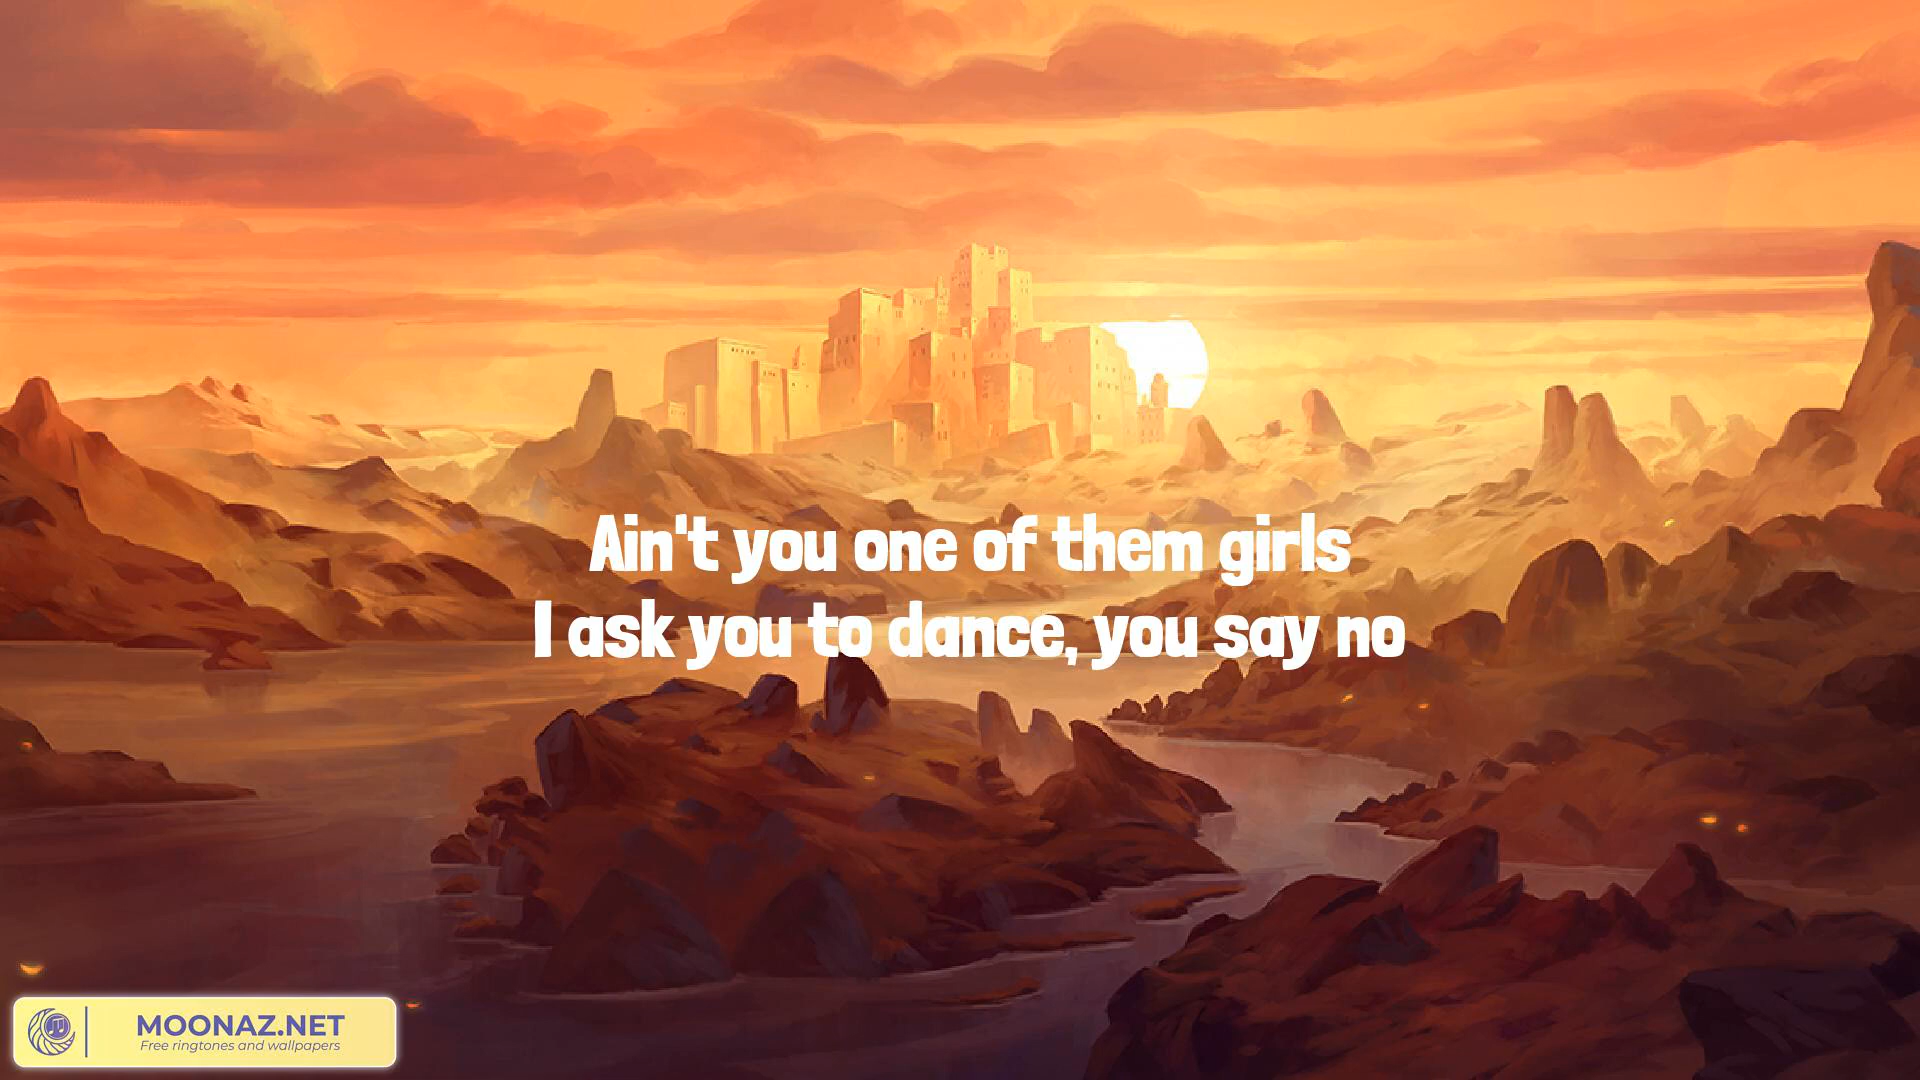 Ain't you one of them girls
I ask you to dance, you say no
MOONAZ.NET
Free ringtones and wallpapers